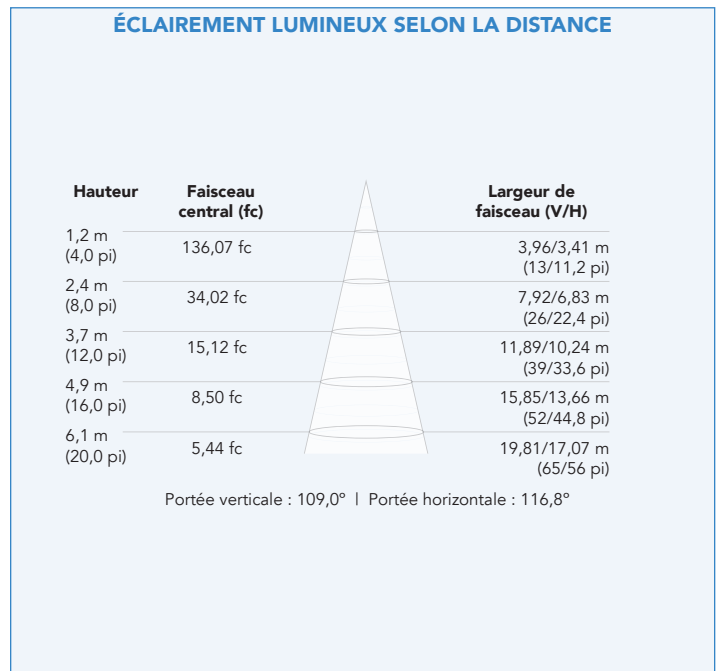 ÉCLAIREMENT LUMINEUX SELON LA DISTANCE
Hauteur
Faisceau
central (fc)
Largeur de
faisceau (V/H)
1,2 m
(4,0 pi)
136,07 fc
3,96/3,41 m
(13/11,2 pi)
2,4 m
(8,0 pi)
34,02 fc
7,92/6,83 m
(26/22,4 pi)
3,7 m
(12,0 pi)
15,12 fc
11,89/10,24 m
(39/33,6 pi)
4,9 m
(16,0 pi)
8,50 fc
15,85/13,66 m
(52/44,8 pi)
6,1 m
(20,0 pi)
5,44 fc
19,81/17,07 m
(65/56 pi)
Portée verticale : 109,0º | Portée horizontale : 116,8º